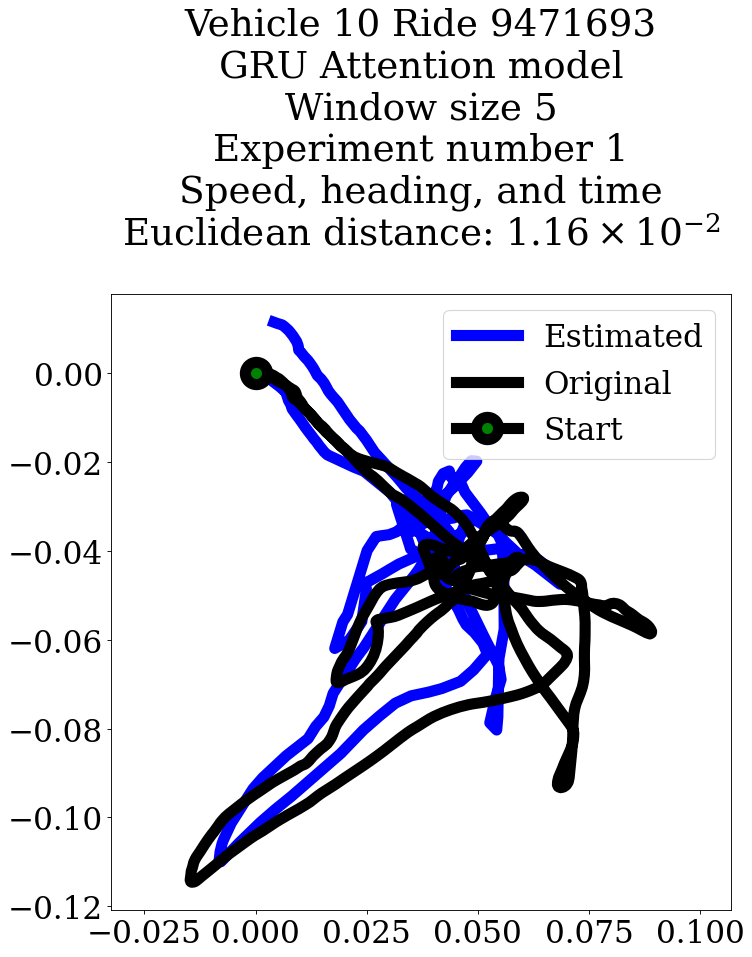 Vehicle 10 Ride 9471693
GRU Attention model
Window size 5
Experiment number 1
Speed, heading, and time
Euclidean distance: 1.16 × 10⁻²
Estimated
Original
Start
0.00
−0.02
−0.04
−0.06
−0.08
−0.10
−0.12
−0.025 0.000 0.025 0.050 0.075 0.100